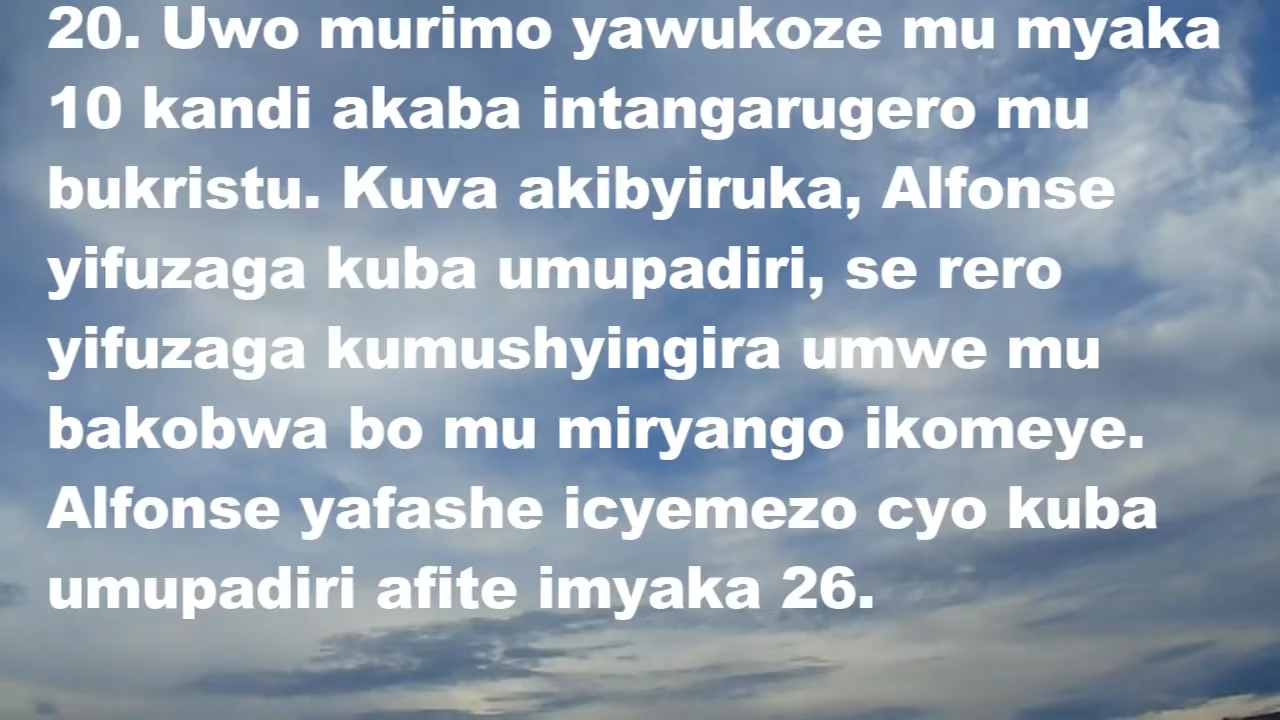 20. Uwo murimo yawukoze mu myaka
10 kandi akaba intangarugero mu
bukristu. Kuva akibyiruka, Alfonse
yifuzaga kuba umupadiri, se rero
yifuzaga kumushyingira umwe mu
bakobwa bo mu miryango ikomeye.
Alfonse yafashe icyemezo cyo kuba
umupadiri afite imyaka 26.